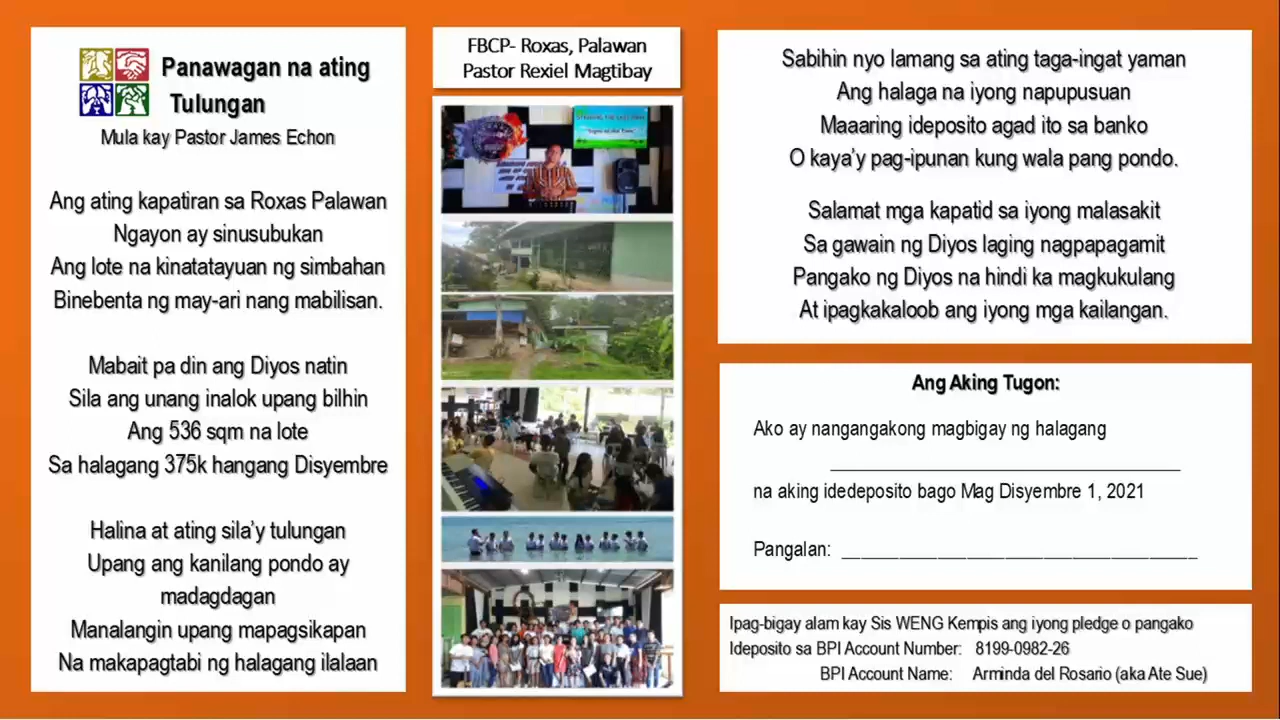 Panawagan na ating
Tulungan
Mula kay Pastor James Echon
Ang ating kapatiran sa Roxas Palawan
Ngayon ay sinusubukan
Ang lote na kinatatayuan ng simbahan
Binebenta ng may-ari nang mabilisan.
Mabait pa din ang Diyos natin
Sila ang unang inalok upang bilhin
Ang 536 sqm na lote
Sa halagang 375k hangang Disyembre
Halina at ating sila'y tulungan
Upang ang kanilang pondo ay
madagdagan
Manalangin upang mapagsikapan
Na makapagtabi ng halagang ilalaan
FBCP- Roxas, Palawan
Pastor Rexiel Magtibay
Sabihin nyo lamang sa ating taga-ingat yaman
Ang halaga na iyong napupusuan
Maaaring ideposito agad ito sa banko
O kaya'y pag-ipunan kung wala pang pondo.
Salamat mga kapatid sa iyong malasakit
Sa gawain ng Diyos laging nagpapagamit
Pangako ng Diyos na hindi ka magkukulang
At ipagkakaloob ang iyong mga kailangan.
Ang Aking Tugon:
Ako ay nangangakong magbigay ng halagang
na aking idedeposito bago Mag Disyembre 1, 2021
Pangalan:
Ipag-bigay alam kay Sis WENG Kempis ang iyong pledge o pangako
Ideposito sa BPI Account Number: 8199-0982-26
BPI Account Name: Arminda del Rosario (aka Ate Sue)